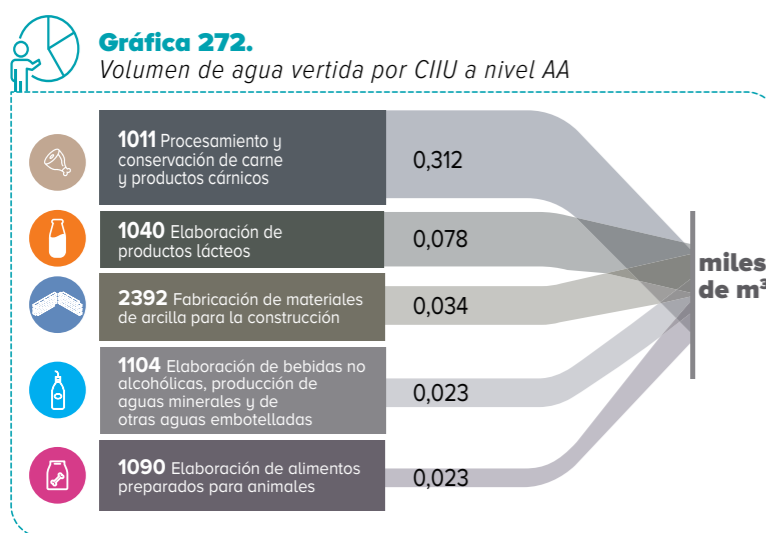 Gráfica 272.
Volumen de agua vertida por CIIU a nivel AA
1011 Procesamiento y
conservación de carne
y productos cárnicos
0,312
1040 Elaboración de
productos lácteos
0,078
2392 Fabricación de materiales
de arcilla para la construcción
0,034
1104 Elaboración de bebidas no
alcohólicas, producción de
aguas minerales y de
otras aguas embotelladas
0,023
1090 Elaboración de alimentos
preparados para animales
0,023
miles
de m³